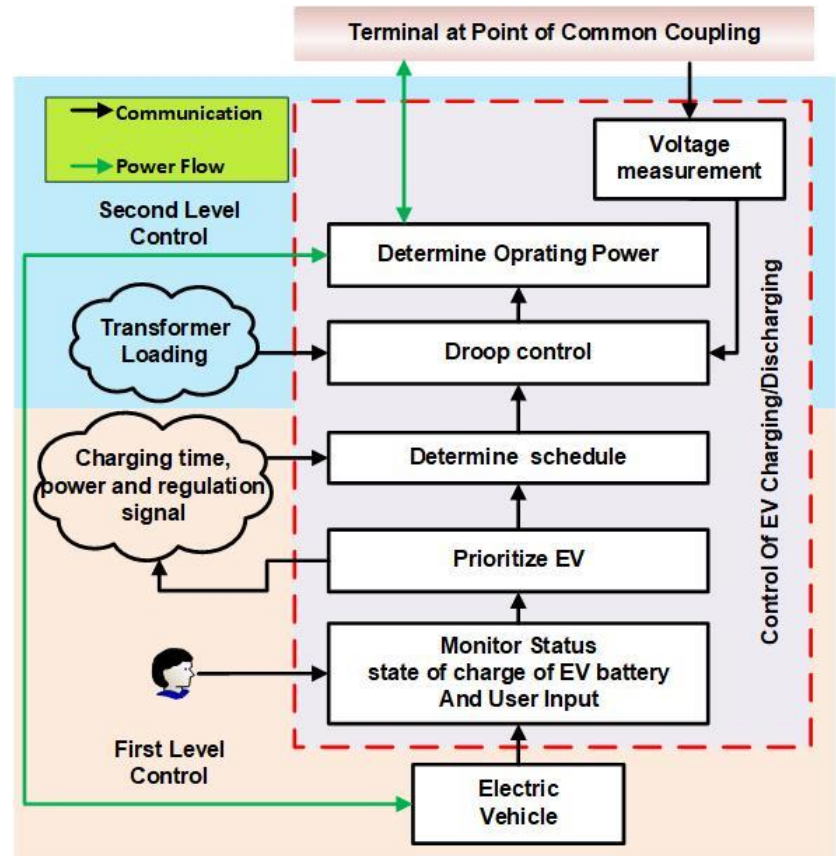 Terminal at Point of Common Coupling
Communication
Power Flow
Voltage
measurement
Second Level
Control
Determine Oprating Power
Transformer
Loading
Droop control
Control Of EV Charging/Discharging
Charging time,
power and regulation
signal
Determine schedule
Prioritize EV
Monitor Status
state of charge of EV battery
And User Input
First Level
Control
Electric
Vehicle